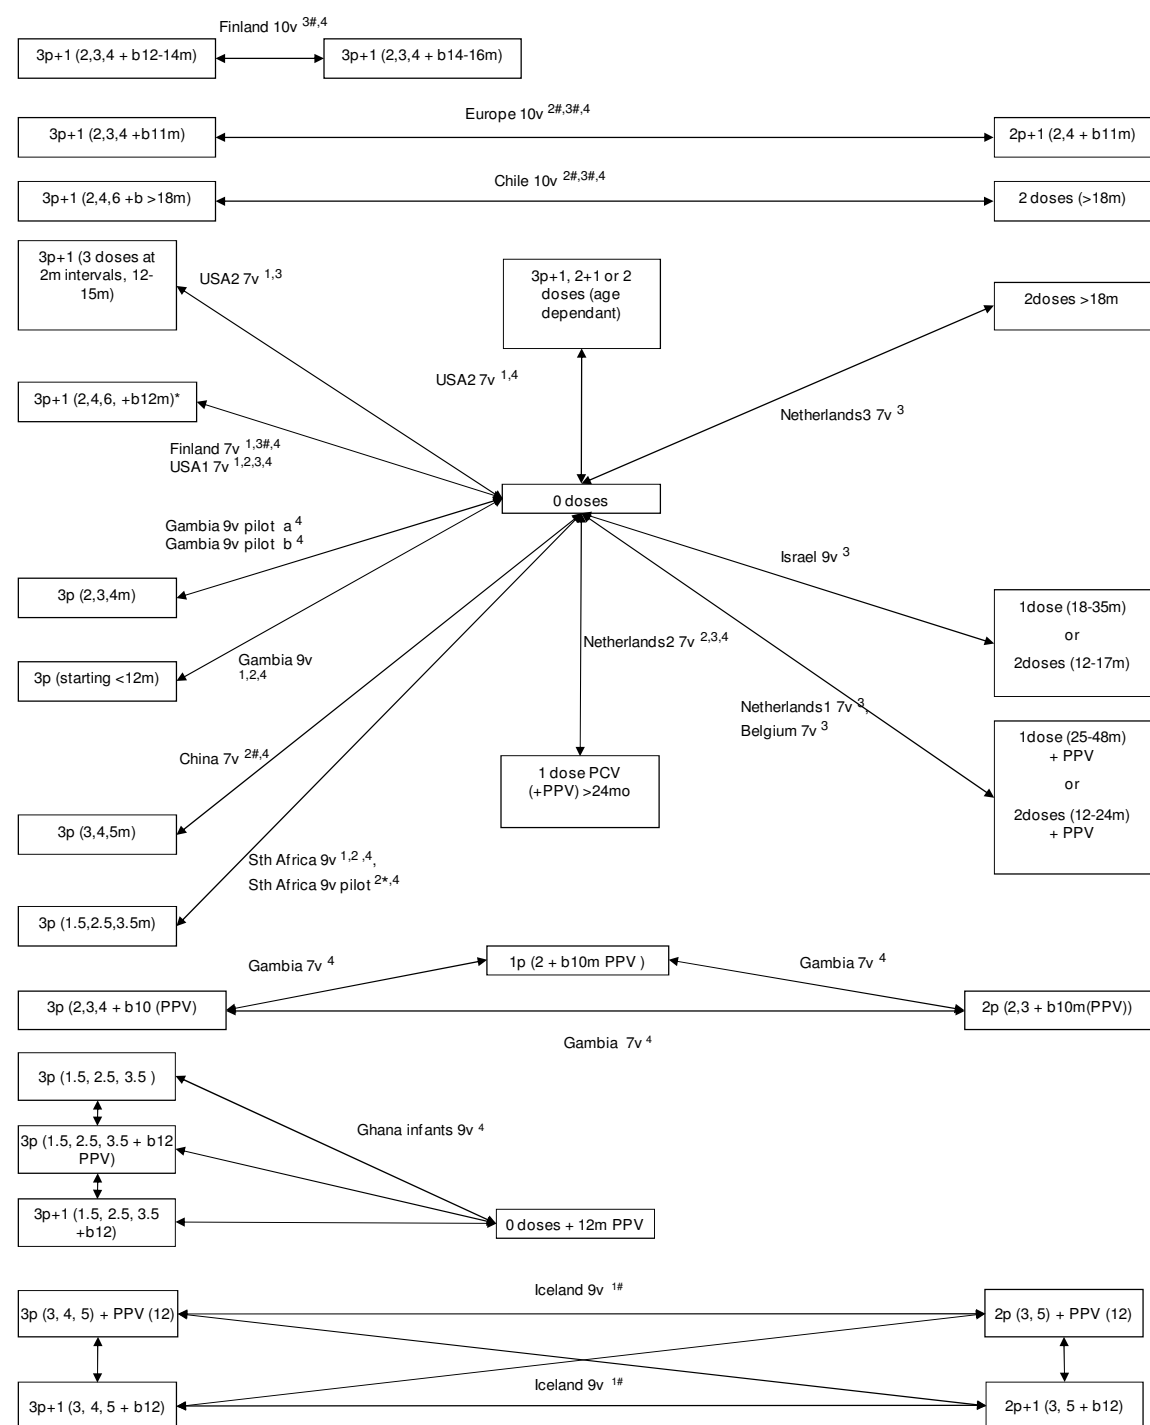 Finland 10v 3#,4
3p+1 (2,3,4 + b12-14m)
3p+1 (2,3,4 + b14-16m)
Europe 10v 2#,3#,4
3p+1 (2,3,4 +b11m)
2p+1 (2,4 + b11m)
Chile 10v 2#,3#,4
3p+1 (2,4,6 +b >18m)
2 doses (>18m)
3p+1 (3 doses at
2m intervals, 12-
15m)
USA2 7v 1,3
3p+1, 2+1 or 2
doses (age
dependant)
2doses >18m
USA2 7v 1,4
3p+1 (2,4,6, +b12m)*
Netherlands3 7v 3
Finland 7v 1,3#,4
USA1 7v 1,2,3,4
0 doses
Gambia 9v pilot a 4
Gambia 9v pilot b 4
Israel 9v 3
3p (2,3,4m)
1dose (18-35m)
or
2doses (12-17m)
Netherlands2 7v 2,3,4
Gambia 9v
1,2,4
3p (starting <12m)
Netherlands1 7v 3,
Belgium 7v 3
China 7v 2#,4
1 dose PCV
(+PPV) >24mo
1dose (25-48m)
+ PPV
or
2doses (12-24m)
+ PPV
3p (3,4,5m)
Sth Africa 9v 1,2 ,4,
Sth Africa 9v pilot 2*,4
3p (1.5,2.5,3.5m)
Gambia 7v 4
1p (2 + b10m PPV )
Gambia 7v 4
3p (2,3,4 + b10 (PPV)
2p (2,3 + b10m(PPV))
Gambia 7v 4
3p (1.5, 2.5, 3.5 )
Ghana infants 9v 4
3p (1.5, 2.5, 3.5 + b12
PPV)
3p+1 (1.5, 2.5, 3.5
+b12)
0 doses + 12m PPV
Iceland 9v 1#
3p (3, 4, 5) + PPV (12)
2p (3, 5) + PPV (12)
Iceland 9v 1#
3p+1 (3, 4, 5 + b12)
2p+1 (3, 5 + b12)